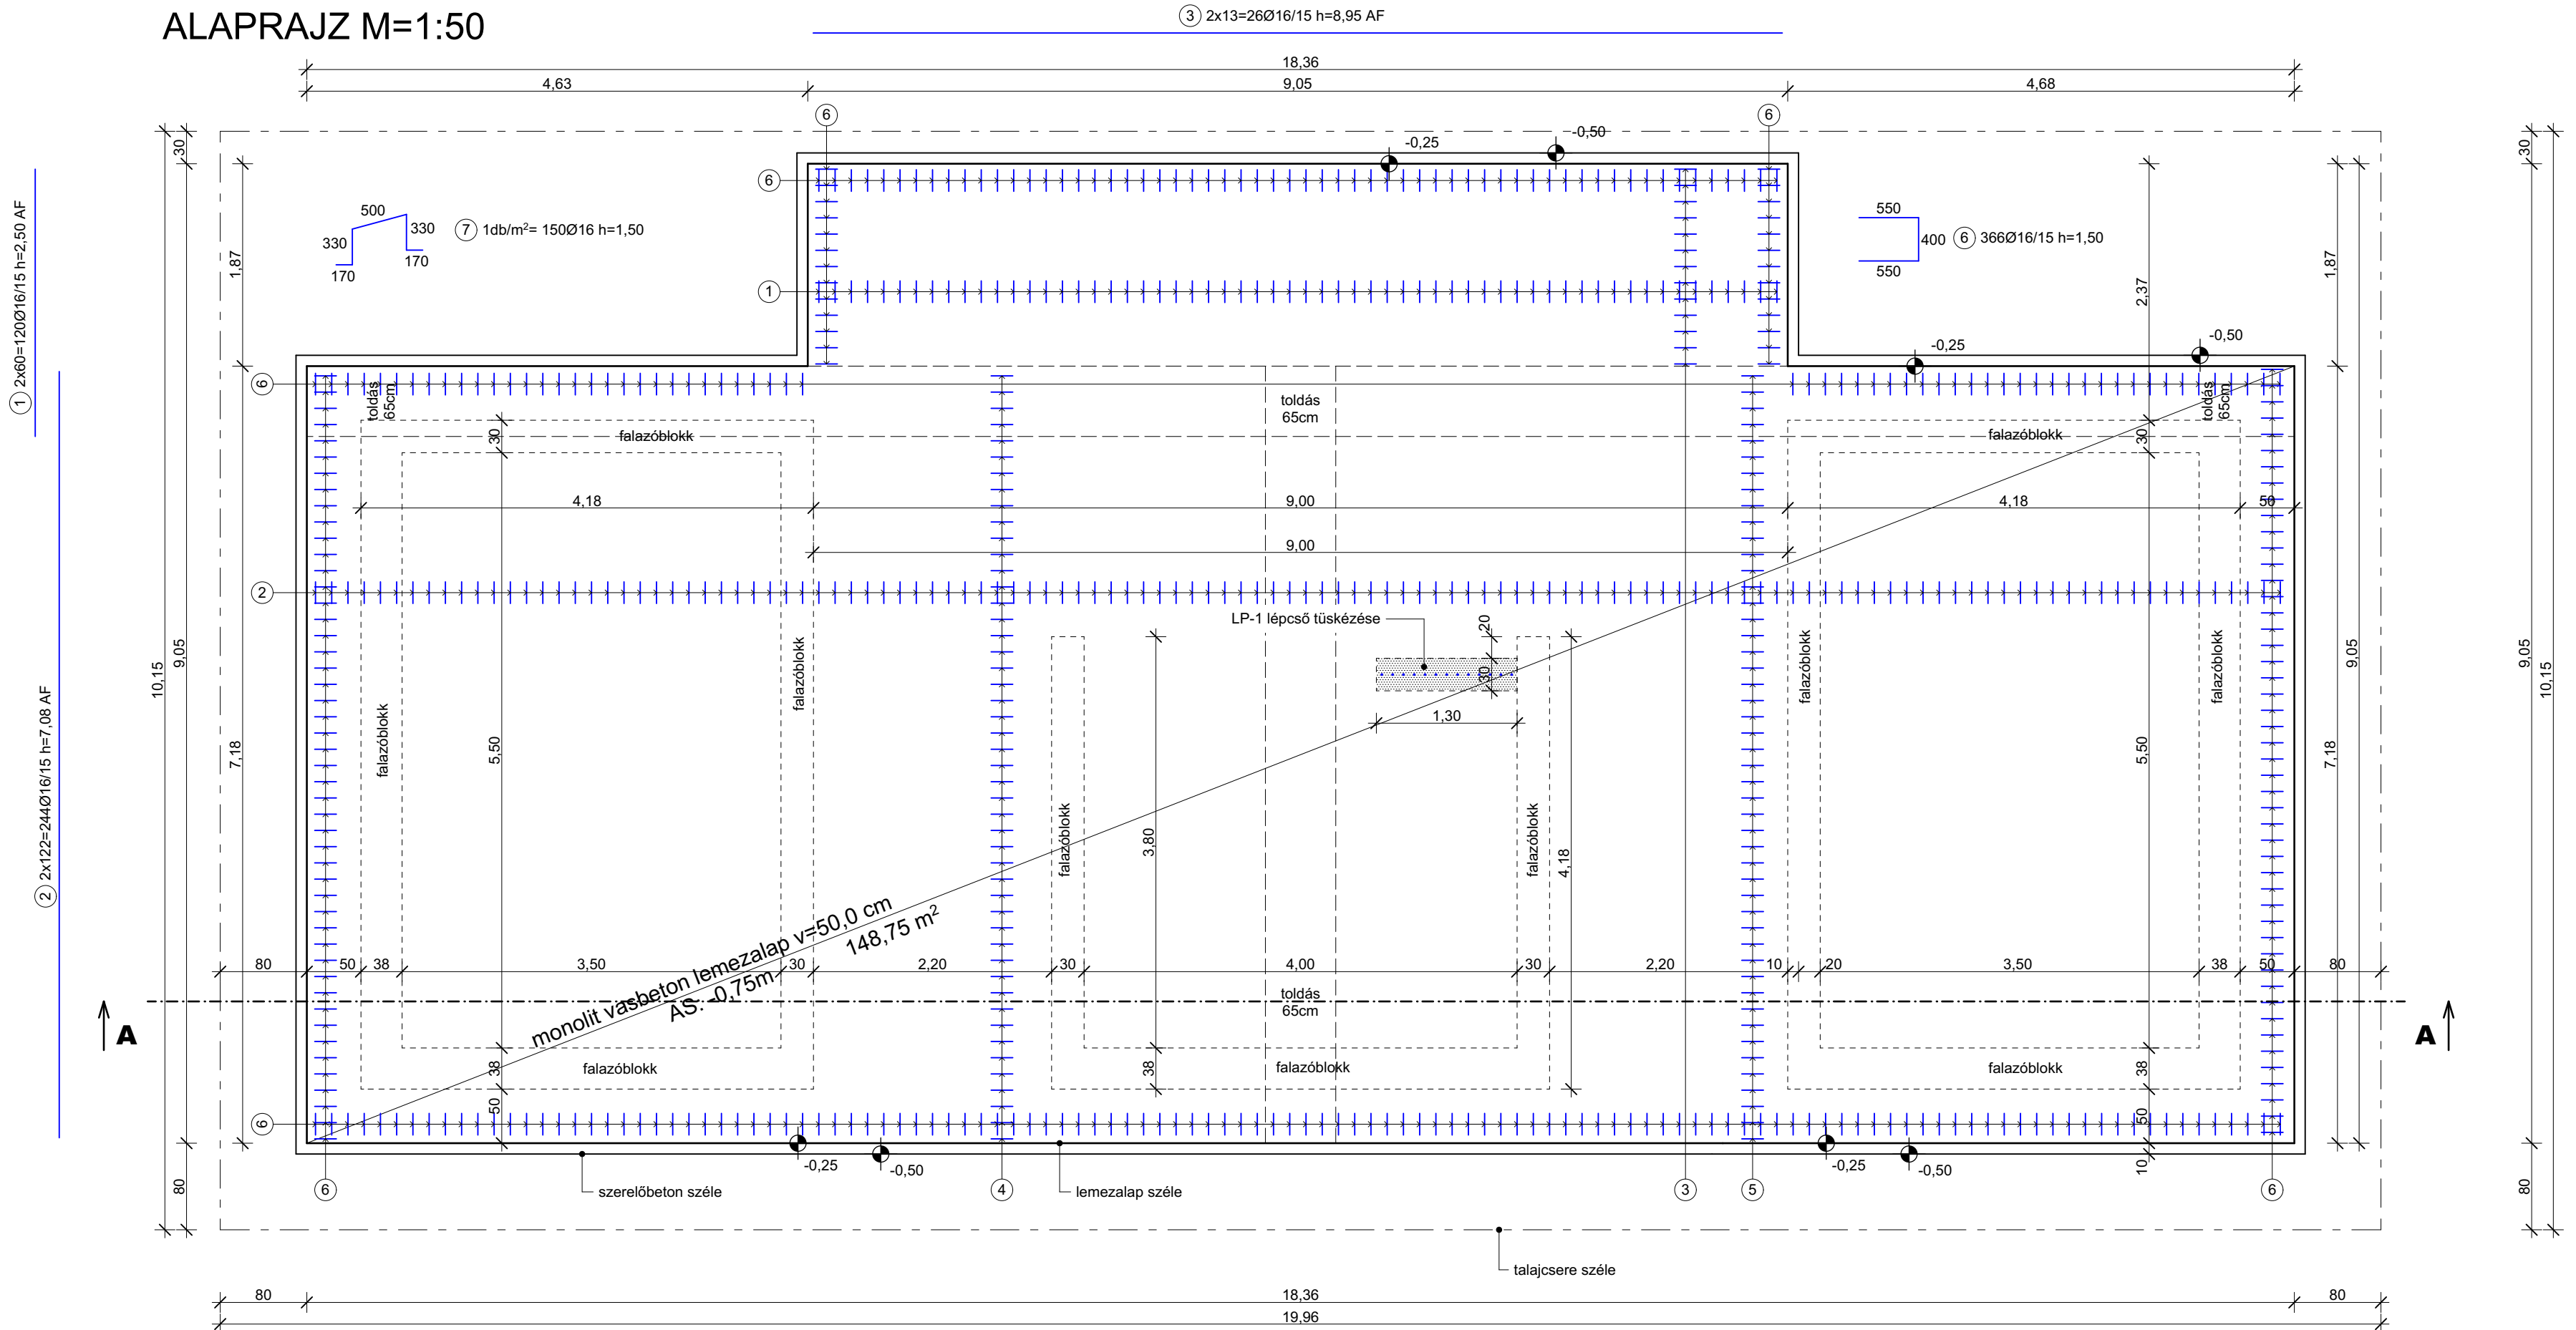 ALAPRAJZ M=1:50
3 2x13=26Ø16/15 h=8,95 AF
18,36
4,63 9,05 4,68
6 6
-0,25 -0,50
30 30 30
6
500
330 330
170 170
7 1db/m²= 150Ø16 h=1,50
550
400
550
6 366Ø16/15 h=1,50
1 2x60=120Ø16/15 h=2,50 AF
1,87 2,37 1,87
1
-0,25 -0,50
6
toldás
65cm
toldás
65cm
toldás
65cm
30 falazóblokk falazóblokk 30
4,18 9,00 4,18 50
9,00
2
LP-1 lépcső tüskézése
20
30
1,30
falazóblokk
falazóblokk
falazóblokk
falazóblokk
falazóblokk
falazóblokk
10,15 9,05 7,18 5,50
3,80 4,18
5,50 7,18 9,05 9,05 10,15
2 2x122=244Ø16/15 h=7,08 AF
monolit vasbeton lemezalap v=50,0 cm
148,75 m²
AS: -0,75m
80 50 38 3,50 30 2,20 30 4,00 30 2,20 10 20 3,50 38 50 80
toldás
65cm
A A
38 falazóblokk 38 falazóblokk falazóblokk 38
50 50
6
10
-0,25 -0,50 -0,25 -0,50
80 80
6 szerelőbeton széle 4 lemezalap széle 3 5 6
talajcsere széle
80 18,36 80
19,96